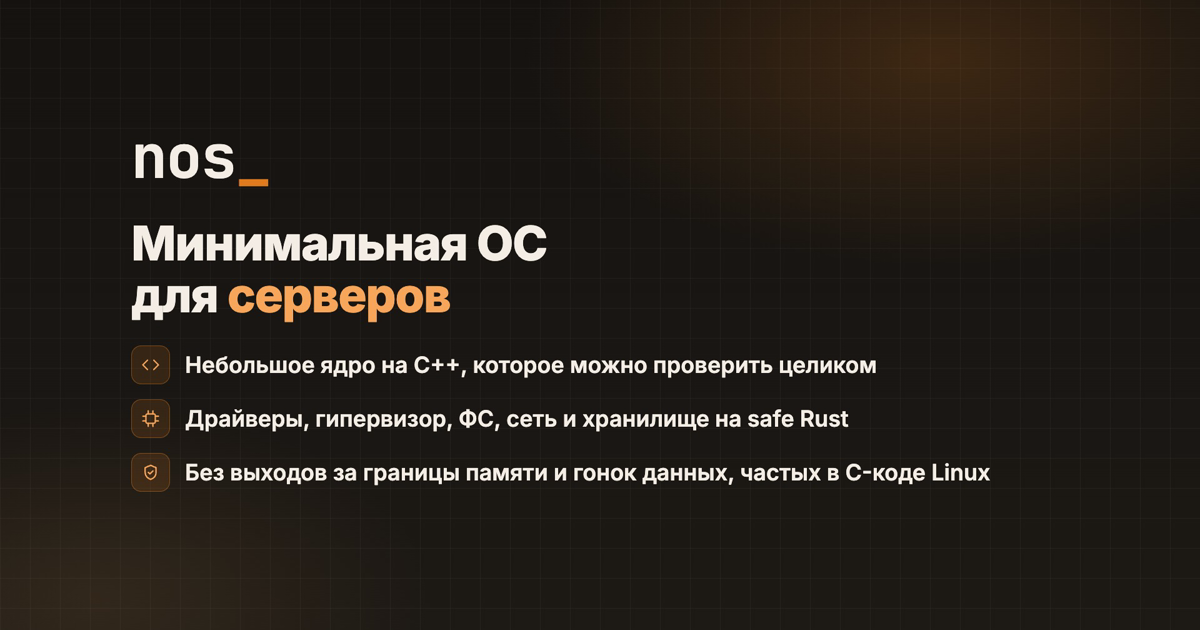 nos_
Минимальная ОС
для серверов
Небольшое ядро на C++, которое можно проверить целиком
Драйверы, гипервизор, ФС, сеть и хранилище на safe Rust
Без выходов за границы памяти и гонок данных, частых в C-коде Linux